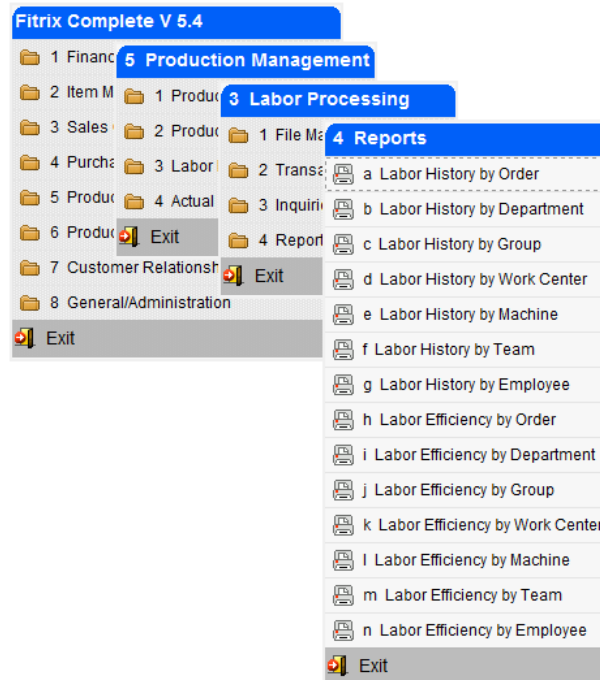 Fitrix Complete V 5.4
1 Financ
2 Item M
3 Sales
4 Purcha
5 Produc
6 Produc
7 Customer Relationsh
8 General/Administration
Exit
5 Production Management
1 Produc
2 Produc
3 Labor
4 Actual
Exit
3 Labor Processing
1 File Ma
2 Transa
3 Inquiri
4 Report
Exit
4 Reports
a Labor History by Order
b Labor History by Department
c Labor History by Group
d Labor History by Work Center
e Labor History by Machine
f Labor History by Team
g Labor History by Employee
h Labor Efficiency by Order
i Labor Efficiency by Department
j Labor Efficiency by Group
k Labor Efficiency by Work Center
l Labor Efficiency by Machine
m Labor Efficiency by Team
n Labor Efficiency by Employee
Exit